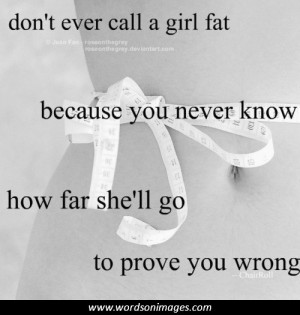 don't ever call a girl fat
because you never know
how far she'll go
to prove you wrong
www.wordsonimages.com